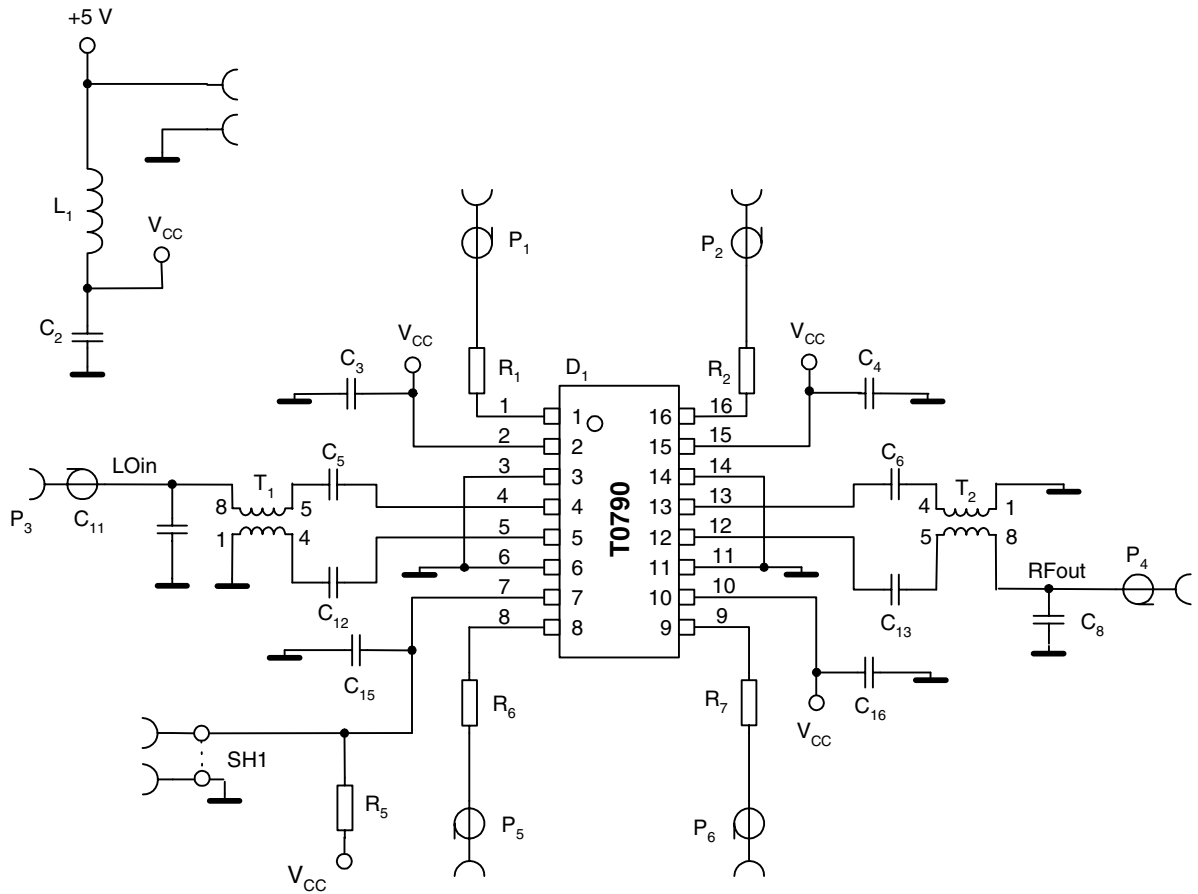 +5 V
L1
VCC
C2
P1
P2
C3
VCC
R1
D1
R2
VCC
C4
1
1
16
16
2
2
15
15
LOin
C5
3
3
14
14
C6
T1
8
5
4
4
13
13
4
T2
1
P3
C11
1
4
5
5
12
12
5
8
T0790
6
6
11
11
RFout
P4
C12
7
7
10
10
C13
C8
8
8
9
9
C15
R6
R7
C16
VCC
SH1
R5
P5
P6
VCC